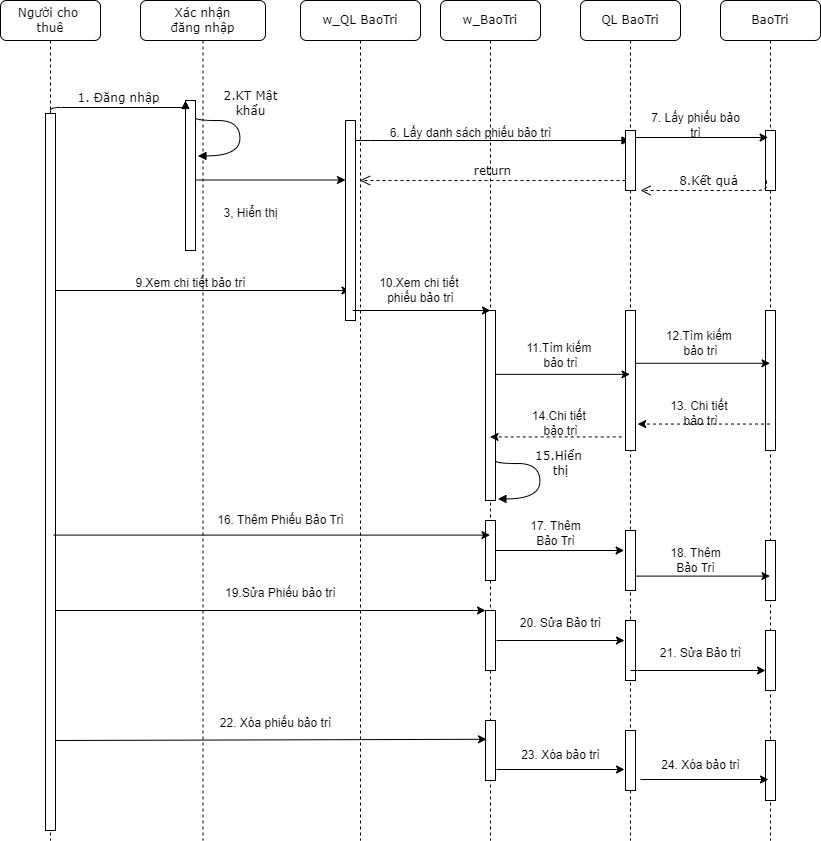 Người cho
thuê
Xác nhận
đăng nhập
w_QL BaoTri
w_BaoTri
QL BaoTri
BaoTri
1. Đăng nhập
2.KT Mật
khẩu
6. Lấy danh sách phiếu bảo trì
7. Lấy phiếu bảo
trì
return
8.Kết quả
3, Hiển thị
9.Xem chi tiết bảo trì
10.Xem chi tiết
phiếu bảo trì
11.Tìm kiếm
bảo trì
12.Tìm kiếm
bảo trì
13. Chi tiết
bảo trì
14.Chi tiết
bảo trì
15.Hiển
thị
16. Thêm Phiếu Bảo Trì
17. Thêm
Bảo Trì
18. Thêm
Bảo Trì
19.Sửa Phiếu bảo trì
20. Sửa Bảo trì
21. Sửa Bảo trì
22. Xóa phiếu bảo trì
23. Xóa bảo trì
24. Xóa bảo trì